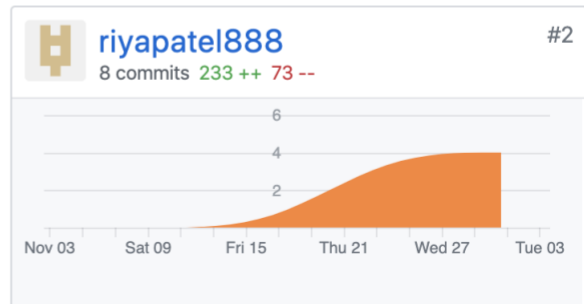 riyapatel888
#2
8 commits 233 ++ 73 --
6
4
2
Nov 03 Sat 09 Fri 15 Thu 21 Wed 27 Tue 03